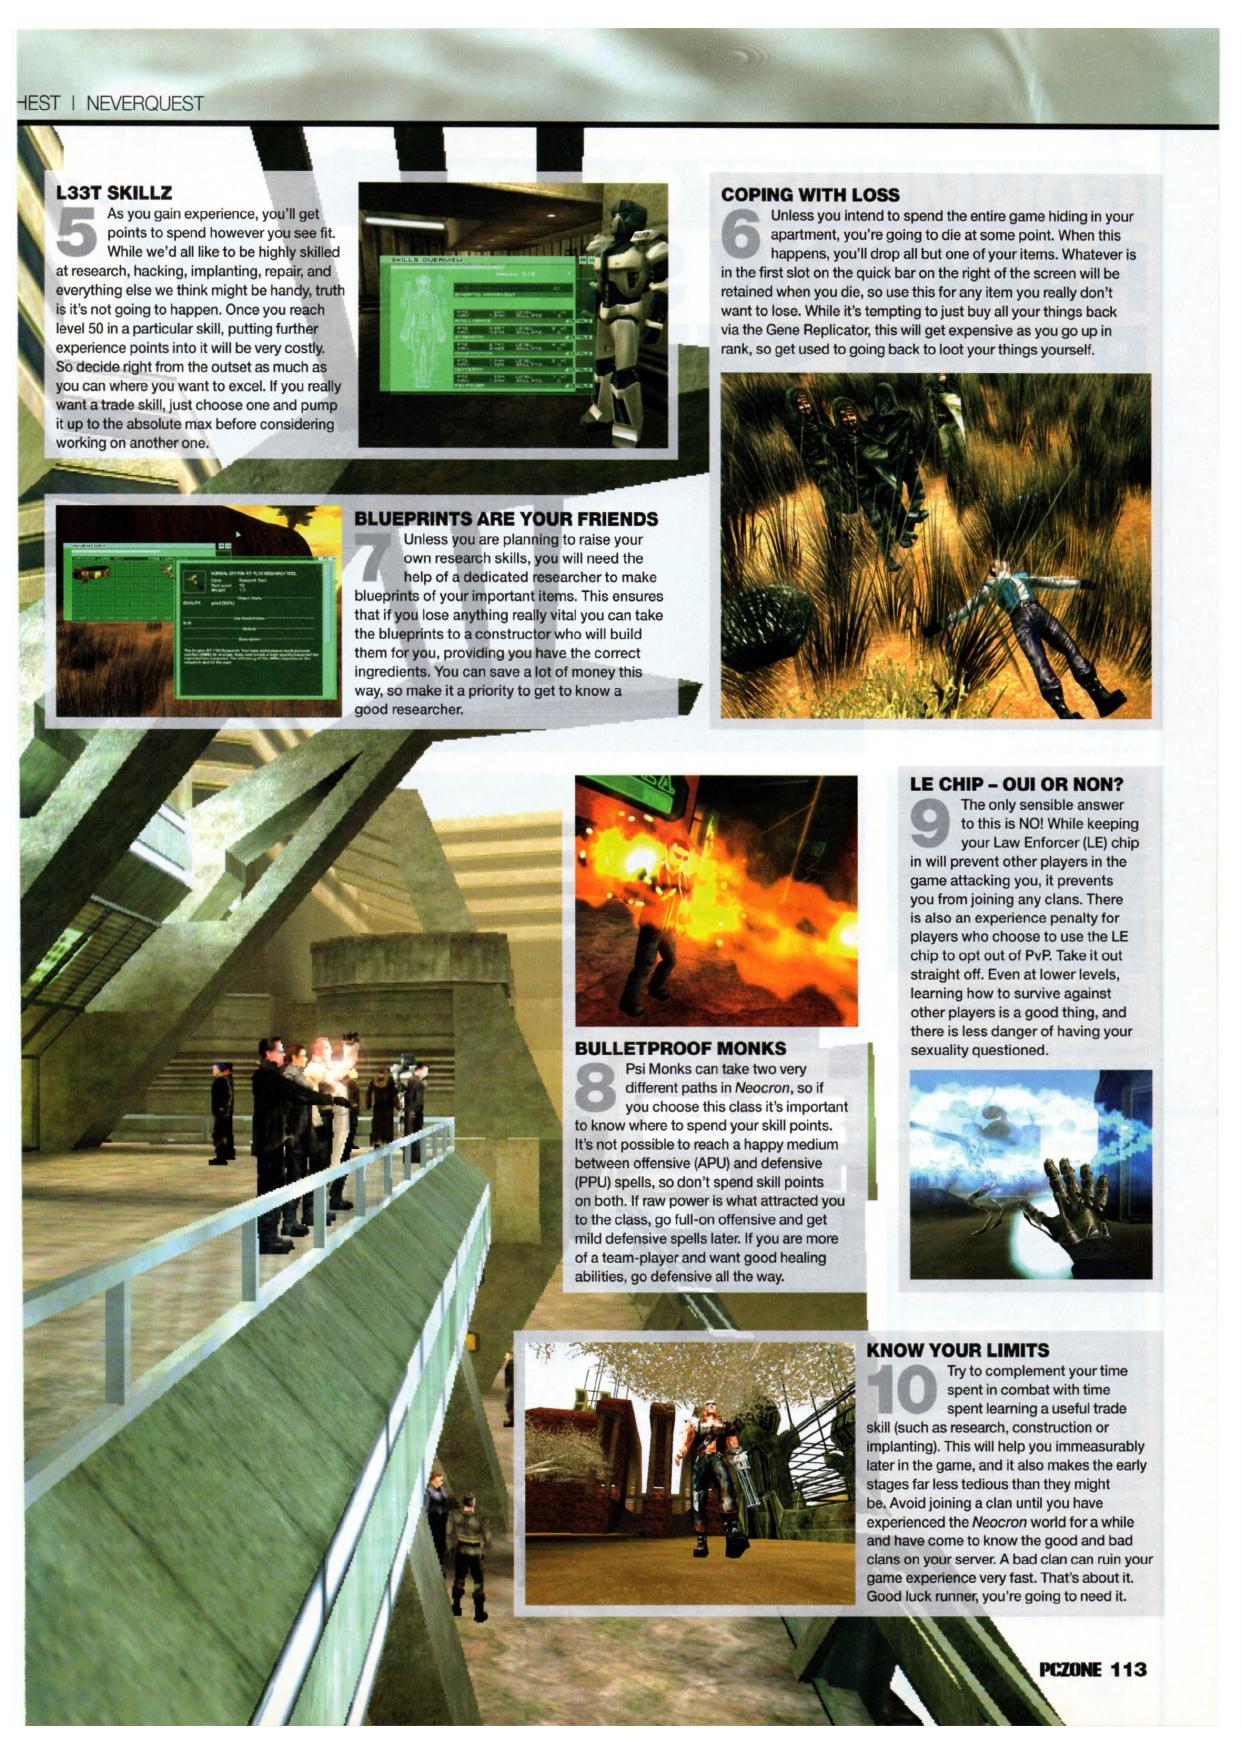 HEST | NEVERQUEST
L33T SKILLZ
5 As you gain experience, you'll get
points to spend however you see fit.
While we'd all like to be highly skilled
at research, hacking, implanting, repair, and
everything else we think might be handy, truth
is it's not going to happen. Once you reach
level 50 in a particular skill, putting further
experience points into it will be very costly.
So decide right from the outset as much as
you can where you want to excel. If you really
want a trade skill, just choose one and pump
it up to the absolute max before considering
working on another one.
SKILLS OVERVIEW
COPING WITH LOSS
6 Unless you intend to spend the entire game hiding in your
apartment, you're going to die at some point. When this
happens, you'll drop all but one of your items. Whatever is
in the first slot on the quick bar on the right of the screen will be
retained when you die, so use this for any item you really don't
want to lose. While it's tempting to just buy all your things back
via the Gene Replicator, this will get expensive as you go up in
rank, so get used to going back to loot your things yourself.
BLUEPRINTS ARE YOUR FRIENDS
7 Unless you are planning to raise your
own research skills, you will need the
help of a dedicated researcher to make
blueprints of your important items. This ensures
that if you lose anything really vital you can take
the blueprints to a constructor who will build
them for you, providing you have the correct
ingredients. You can save a lot of money this
way, so make it a priority to get to know a
good researcher.
BULLETPROOF MONKS
8 Psi Monks can take two very
different paths in Neocron, so if
you choose this class it's important
to know where to spend your skill points.
It's not possible to reach a happy medium
between offensive (APU) and defensive
(PPU) spells, so don't spend skill points
on both. If raw power is what attracted you
to the class, go full-on offensive and get
mild defensive spells later. If you are more
of a team-player and want good healing
abilities, go defensive all the way.
LE CHIP – OUI OR NON?
9 The only sensible answer
to this is NO! While keeping
your Law Enforcer (LE) chip
in will prevent other players in the
game attacking you, it prevents
you from joining any clans. There
is also an experience penalty for
players who choose to use the LE
chip to opt out of PvP. Take it out
straight off. Even at lower levels,
learning how to survive against
other players is a good thing, and
there is less danger of having your
sexuality questioned.
KNOW YOUR LIMITS
10 Try to complement your time
spent in combat with time
spent learning a useful trade
skill (such as research, construction or
implanting). This will help you immeasurably
later in the game, and it also makes the early
stages far less tedious than they might
be. Avoid joining a clan until you have
experienced the Neocron world for a while
and have come to know the good and bad
clans on your server. A bad clan can ruin your
game experience very fast. That's about it.
Good luck runner, you're going to need it.
PCZONE 113